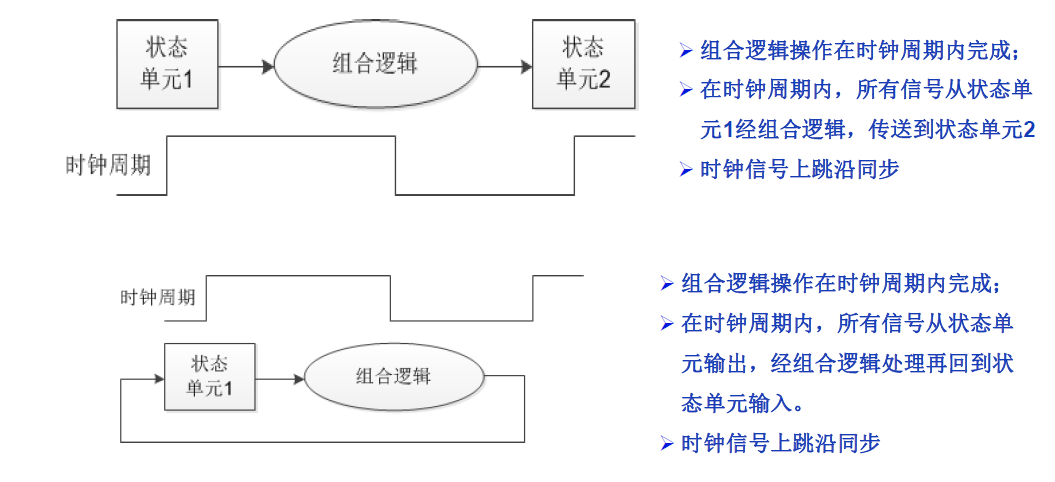 状态
单元1
组合逻辑
状态
单元2
时钟周期
➢ 组合逻辑操作在时钟周期内完成；
➢ 在时钟周期内，所有信号从状态单
元1经组合逻辑，传送到状态单元2
➢ 时钟信号上跳沿同步
时钟周期
状态
单元1
组合逻辑
➢ 组合逻辑操作在时钟周期内完成；
➢ 在时钟周期内，所有信号从状态单
元输出，经组合逻辑处理再回到状
态单元输入。
➢ 时钟信号上跳沿同步